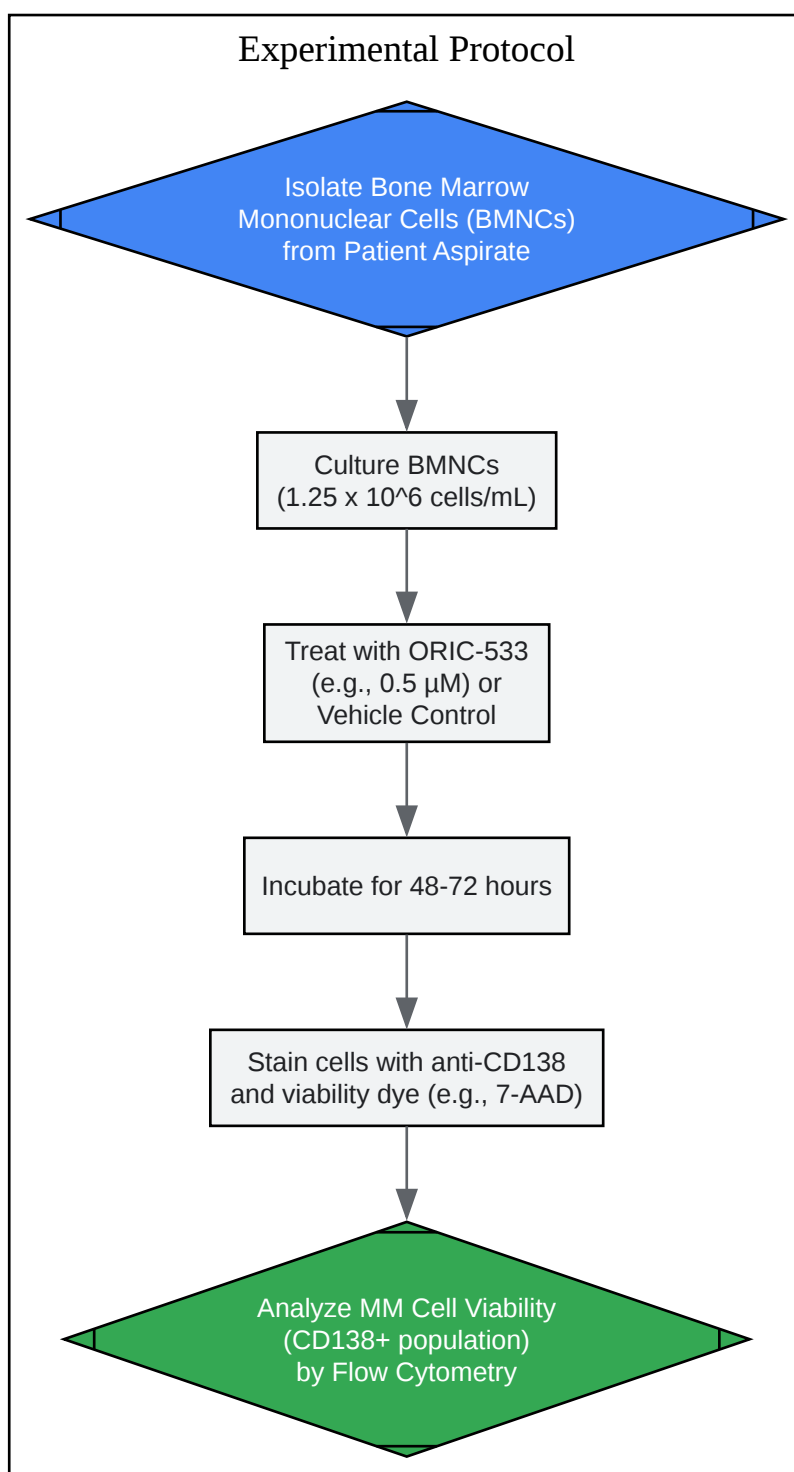 Experimental Protocol
Isolate Bone Marrow
Mononuclear Cells (BMNCs)
from Patient Aspirate
Culture BMNCs
(1.25 x 10^6 cells/mL)
Treat with ORIC-533
(e.g., 0.5 µM) or
Vehicle Control
Incubate for 48-72 hours
Stain cells with anti-CD138
and viability dye (e.g., 7-AAD)
Analyze MM Cell Viability
(CD138+ population)
by Flow Cytometry